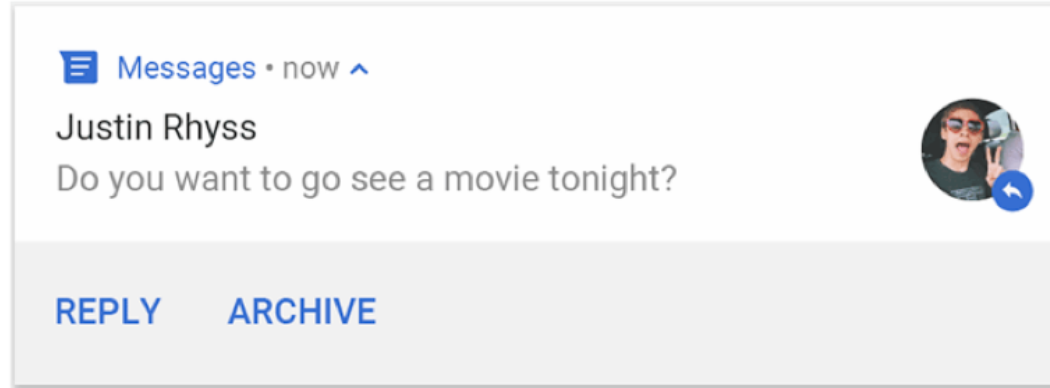 Messages • now
Justin Rhyss
Do you want to go see a movie tonight?
REPLY ARCHIVE